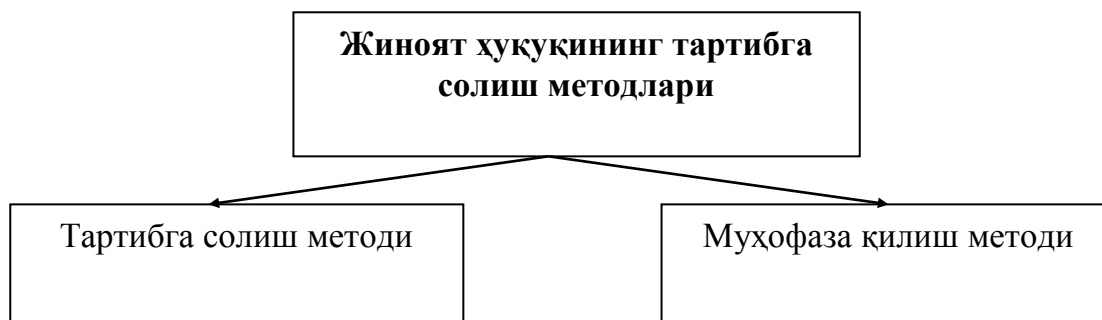 Жиноят ҳуқуқининг тартибга
солиш методлари
Тартибга солиш методи
Муҳофаза қилиш методи